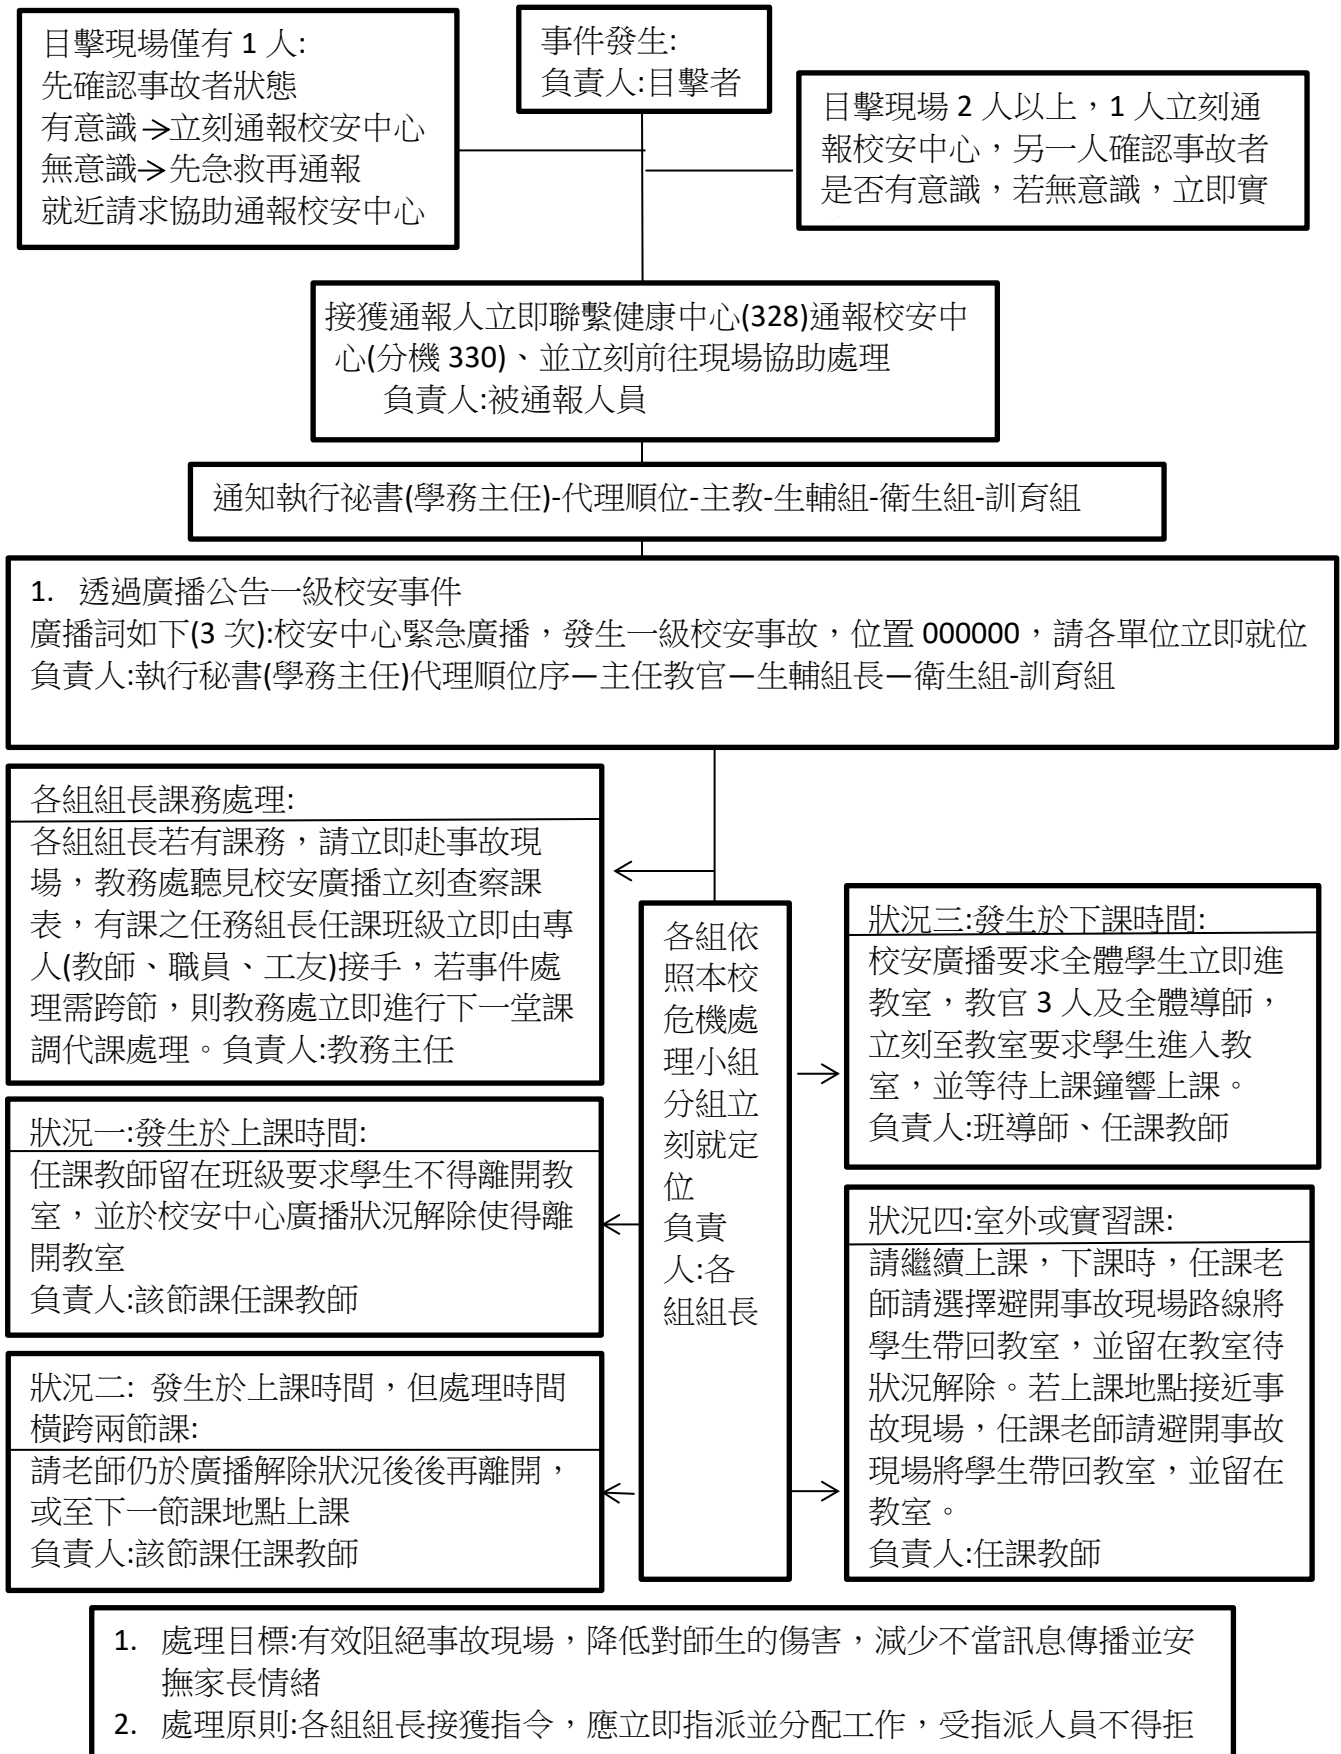 目擊現場僅有 1 人:
先確認事故者狀態
有意識→立刻通報校安中心
無意識→先急救再通報
就近請求協助通報校安中心
事件發生:
負責人:目擊者
目擊現場 2 人以上，1 人立刻通
報校安中心，另一人確認事故者
是否有意識，若無意識，立即實
接獲通報人立即聯繫健康中心(328)通報校安中
心(分機 330)、並立刻前往現場協助處理
負責人:被通報人員
通知執行祕書(學務主任)-代理順位-主教-生輔組-衛生組-訓育組
1. 透過廣播公告一級校安事件
廣播詞如下(3 次):校安中心緊急廣播，發生一級校安事故，位置 000000，請各單位立即就位
負責人:執行秘書(學務主任)代理順位序—主任教官—生輔組長—衛生組-訓育組
各組組長課務處理:
各組組長若有課務，請立即赴事故現
場，教務處聽見校安廣播立刻查察課
表，有課之任務組長任課班級立即由專
人(教師、職員、工友)接手，若事件處
理需跨節，則教務處立即進行下一堂課
調代課處理。負責人:教務主任
狀況一:發生於上課時間:
任課教師留在班級要求學生不得離開教
室，並於校安中心廣播狀況解除使得離
開教室
負責人:該節課任課教師
狀況二: 發生於上課時間，但處理時間
橫跨兩節課:
請老師仍於廣播解除狀況後後再離開，
或至下一節課地點上課
負責人:該節課任課教師
各組依
照本校
危機處
理小組
分組立
刻就定
位
負責
人:各
組組長
狀況三:發生於下課時間:
校安廣播要求全體學生立即進
教室，教官 3 人及全體導師，
立刻至教室要求學生進入教
室，並等待上課鐘響上課。
負責人:班導師、任課教師
狀況四:室外或實習課:
請繼續上課，下課時，任課老
師請選擇避開事故現場路線將
學生帶回教室，並留在教室待
狀況解除。若上課地點接近事
故現場，任課老師請避開事故
現場將學生帶回教室，並留在
教室。
負責人:任課教師
1. 處理目標:有效阻絕事故現場，降低對師生的傷害，減少不當訊息傳播並安
撫家長情緒
2. 處理原則:各組組長接獲指令，應立即指派並分配工作，受指派人員不得拒